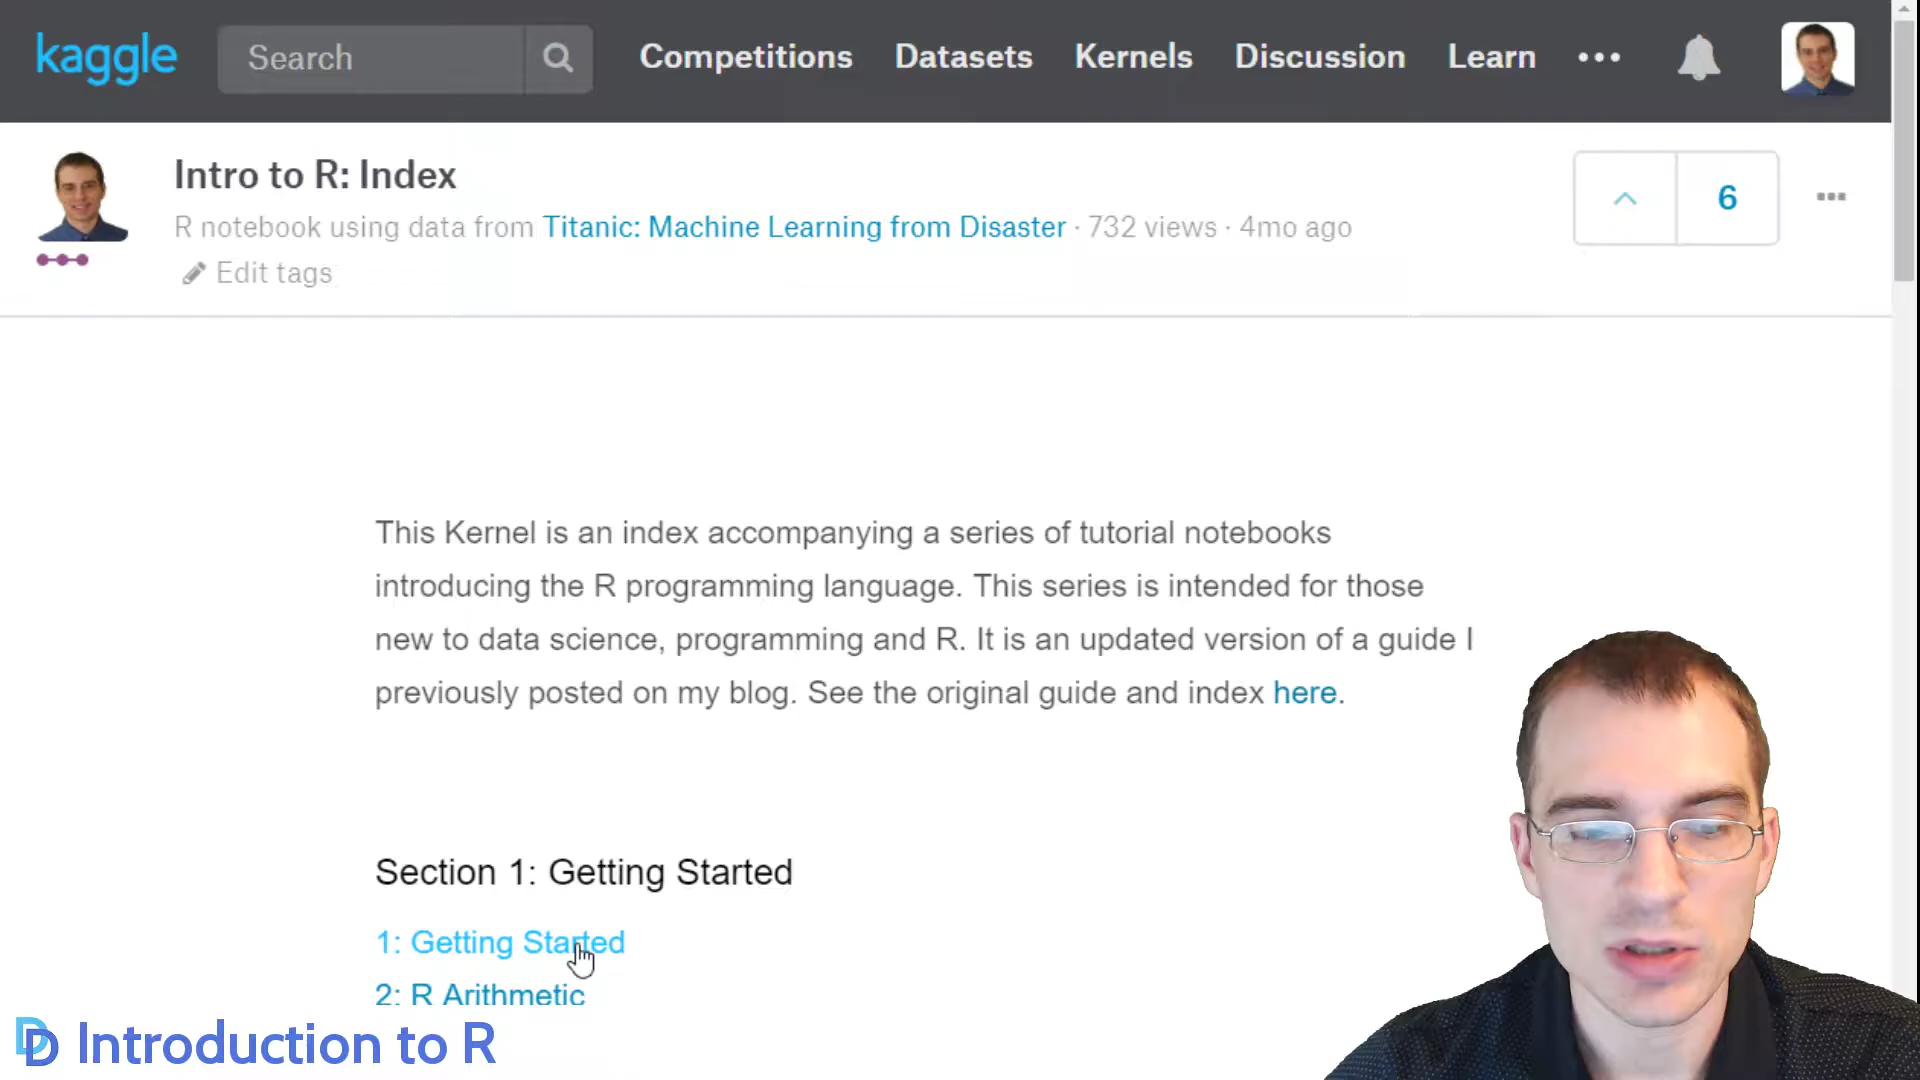 kaggle
Search
Competitions Datasets Kernels Discussion Learn
Intro to R: Index
R notebook using data from Titanic: Machine Learning from Disaster · 732 views · 4mo ago
Edit tags
6
This Kernel is an index accompanying a series of tutorial notebooks
introducing the R programming language. This series is intended for those
new to data science, programming and R. It is an updated version of a guide I
previously posted on my blog. See the original guide and index here.
Section 1: Getting Started
1: Getting Started
2: R Arithmetic
D Introduction to R